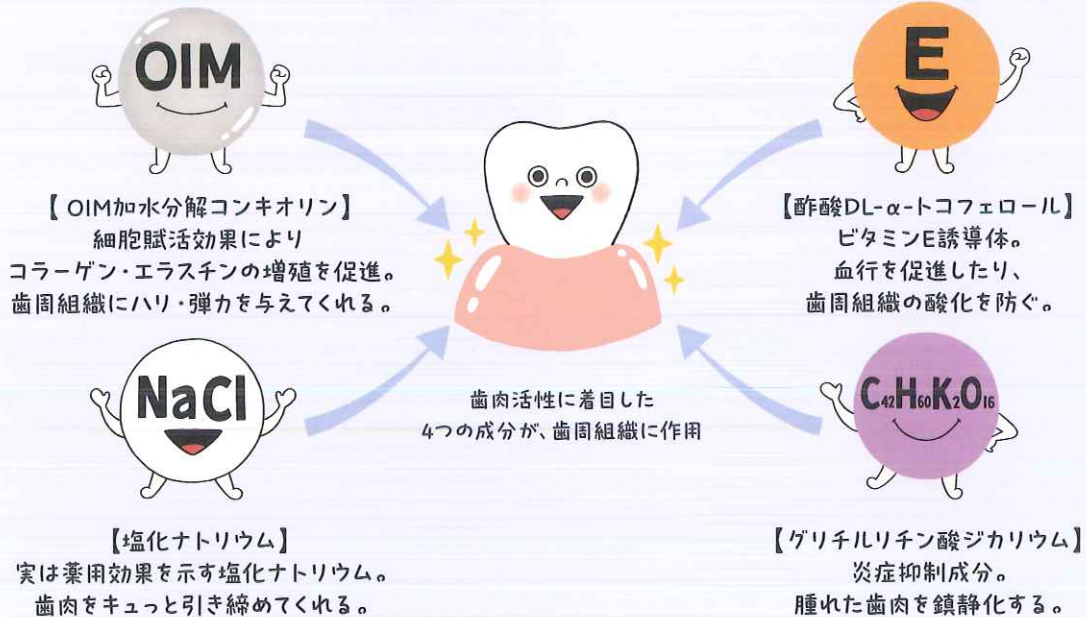 OIM
【OIM加水分解コンキオリン】
細胞賦活効果により
コラーゲン・エラスチンの増殖を促進。
歯周組織にハリ・弾力を与えてくれる。
E
【酢酸DL-α-トコフェロール】
ビタミンE誘導体。
血行を促進したり、
歯周組織の酸化を防ぐ。
歯肉活性に着目した
4つの成分が、歯周組織に作用
NaCl
【塩化ナトリウム】
実は薬用効果を示す塩化ナトリウム。
歯肉をキュっと引き締めてくれる。
C₄₂H₆₀K₂O₁₆
【グリチルリチン酸ジカリウム】
炎症抑制成分。
腫れた歯肉を鎮静化する。